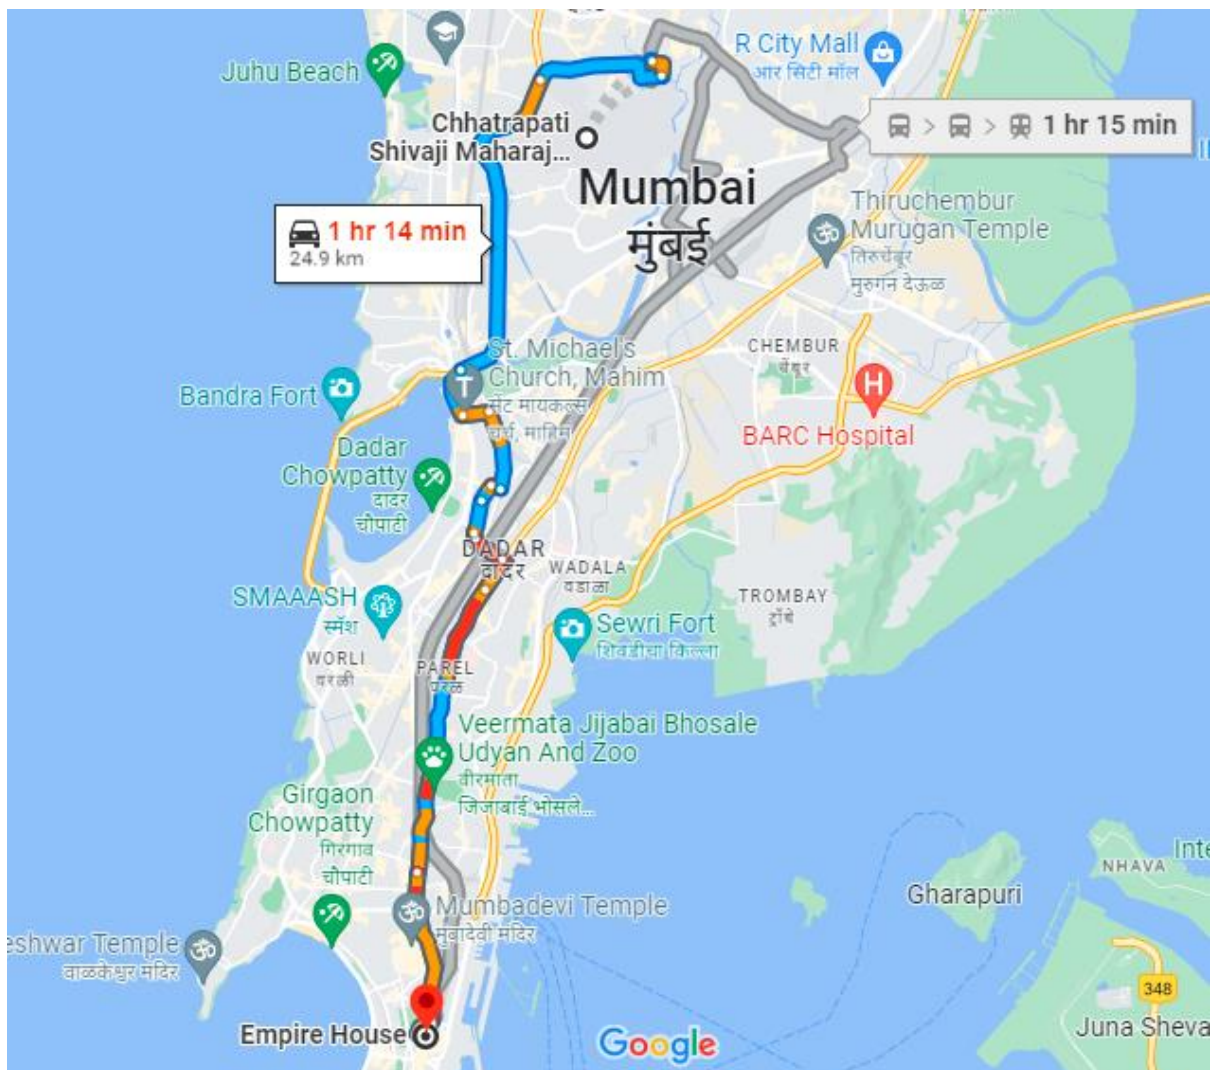 R City Mall
आर सिटी मॉल
Juhu Beach
Chhatrapati
Shivaji Maharaj...
> > 1 hr 15 min
Mumbai
मुंबई
Thiruchembur
Murugan Temple
तिरुचेंबूर
मुरुगन देऊळ
1 hr 14 min
24.9 km
CHEMBUR
चेंबूर
St. Michael's
Church, Mahim
सेंट मायकल्स
चर्च, माहिम
Bandra Fort
BARC Hospital
Dadar
Chowpatty
दादर
चौपाटी
DADAR
दादर
WADALA
वडाळा
SMAAASH
स्मॅश
TROMBAY
ट्रॉंबे
Sewri Fort
शिवडीचा किल्ला
WORLI
वरळी
PAREL
परळ
Veermata Jijabai Bhosale
Udyan And Zoo
वीरमाता
जिजाबाई भोसले...
Girgaon
Chowpatty
गिरगाव
चौपाटी
Inte
NHAVA
Gharapuri
Mumbadevi Temple
मुंबादेवी मंदिर
eshwar Temple
वाळकेश्वर मंदिर
348
Juna Sheva
Empire House
Google